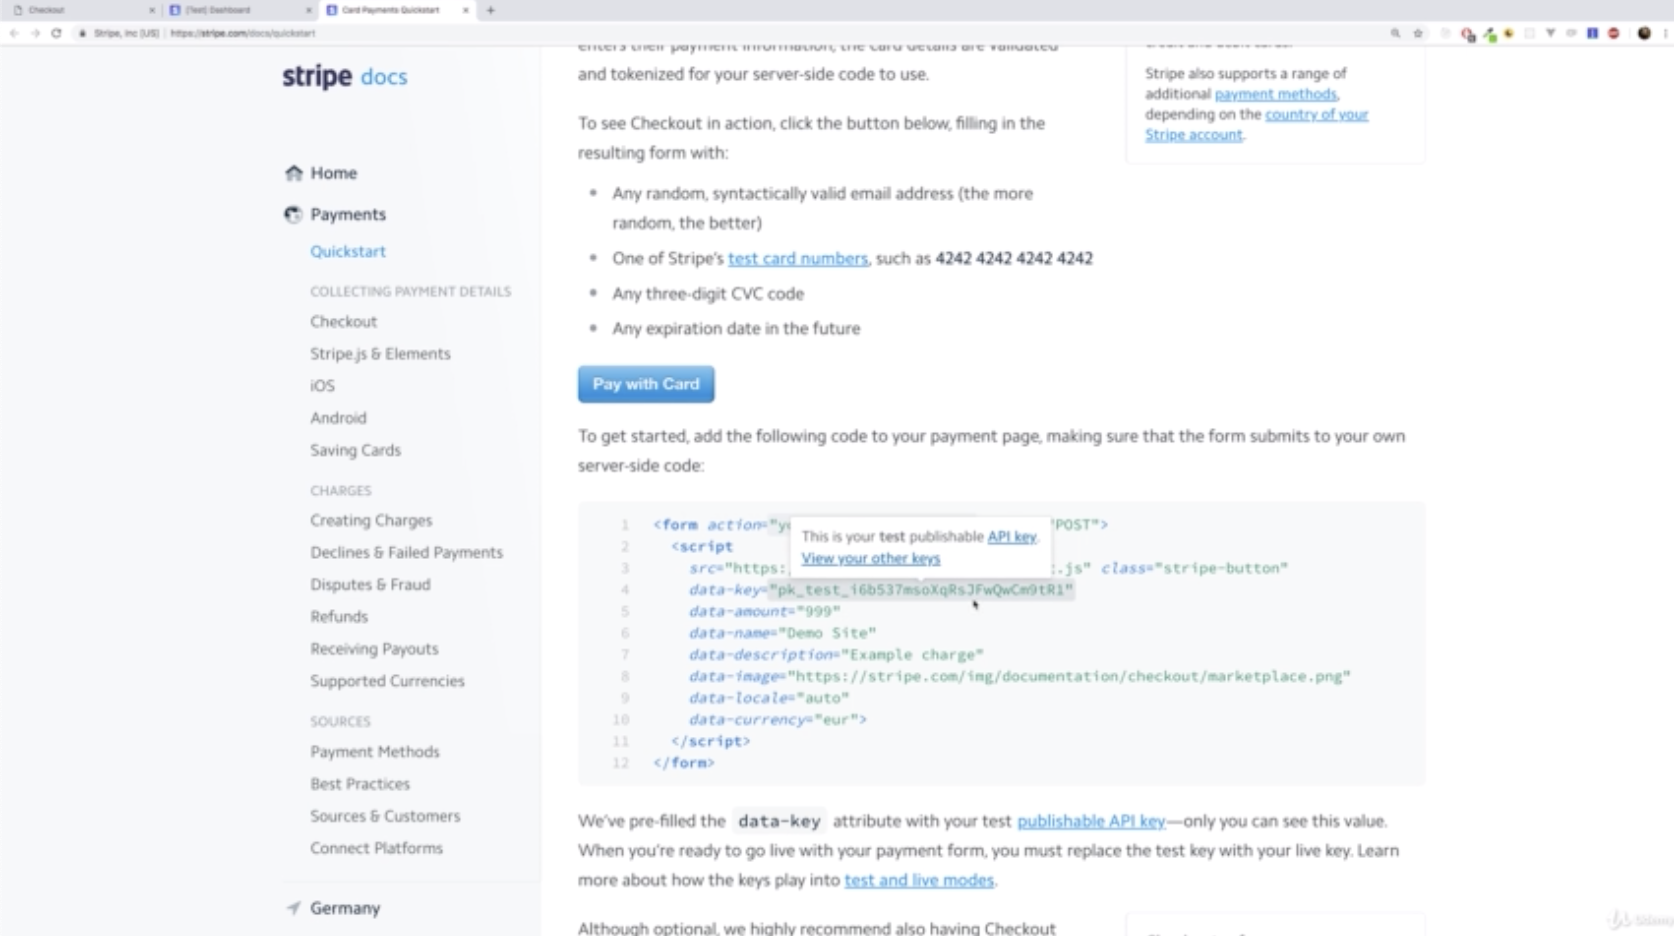 Checkout
[Test] Dashboard
Card Payments Quickstart
Stripe, Inc [US]
https://stripe.com/docs/quickstart
stripe docs
Home
Payments
Quickstart
COLLECTING PAYMENT DETAILS
Checkout
Stripe.js & Elements
iOS
Android
Saving Cards
CHARGES
Creating Charges
Declines & Failed Payments
Disputes & Fraud
Refunds
Receiving Payouts
Supported Currencies
SOURCES
Payment Methods
Best Practices
Sources & Customers
Connect Platforms
Germany
enters their payment information, the card details are validated
and tokenized for your server-side code to use.
To see Checkout in action, click the button below, filling in the
resulting form with:
Any random, syntactically valid email address (the more
random, the better)
One of Stripe's test card numbers, such as 4242 4242 4242 4242
Any three-digit CVC code
Any expiration date in the future
Pay with Card
To get started, add the following code to your payment page, making sure that the form submits to your own
server-side code:
1 <form action="yo "POST">
2 <script
3 src="https: .js" class="stripe-button"
4 data-key="pk_test_i6b537msoXqRsJFwQwCm9tR1"
5 data-amount="999"
6 data-name="Demo Site"
7 data-description="Example charge"
8 data-image="https://stripe.com/img/documentation/checkout/marketplace.png"
9 data-locale="auto"
10 data-currency="eur">
11 </script>
12 </form>
This is your test publishable API key.
View your other keys
We've pre-filled the data-key attribute with your test publishable API key—only you can see this value.
When you're ready to go live with your payment form, you must replace the test key with your live key. Learn
more about how the keys play into test and live modes.
Although optional, we highly recommend also having Checkout
Stripe also supports a range of
additional payment methods,
depending on the country of your
Stripe account.